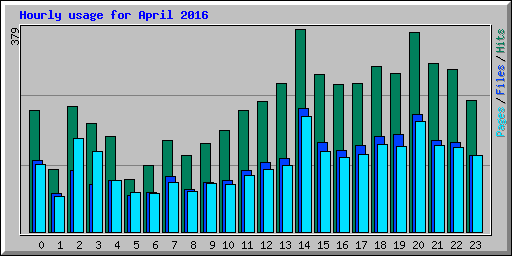 Hourly usage for April 2016
379
Pages/Files/Hits
0 1 2 3 4 5 6 7 8 9 10 11 12 13 14 15 16 17 18 19 20 21 22 23